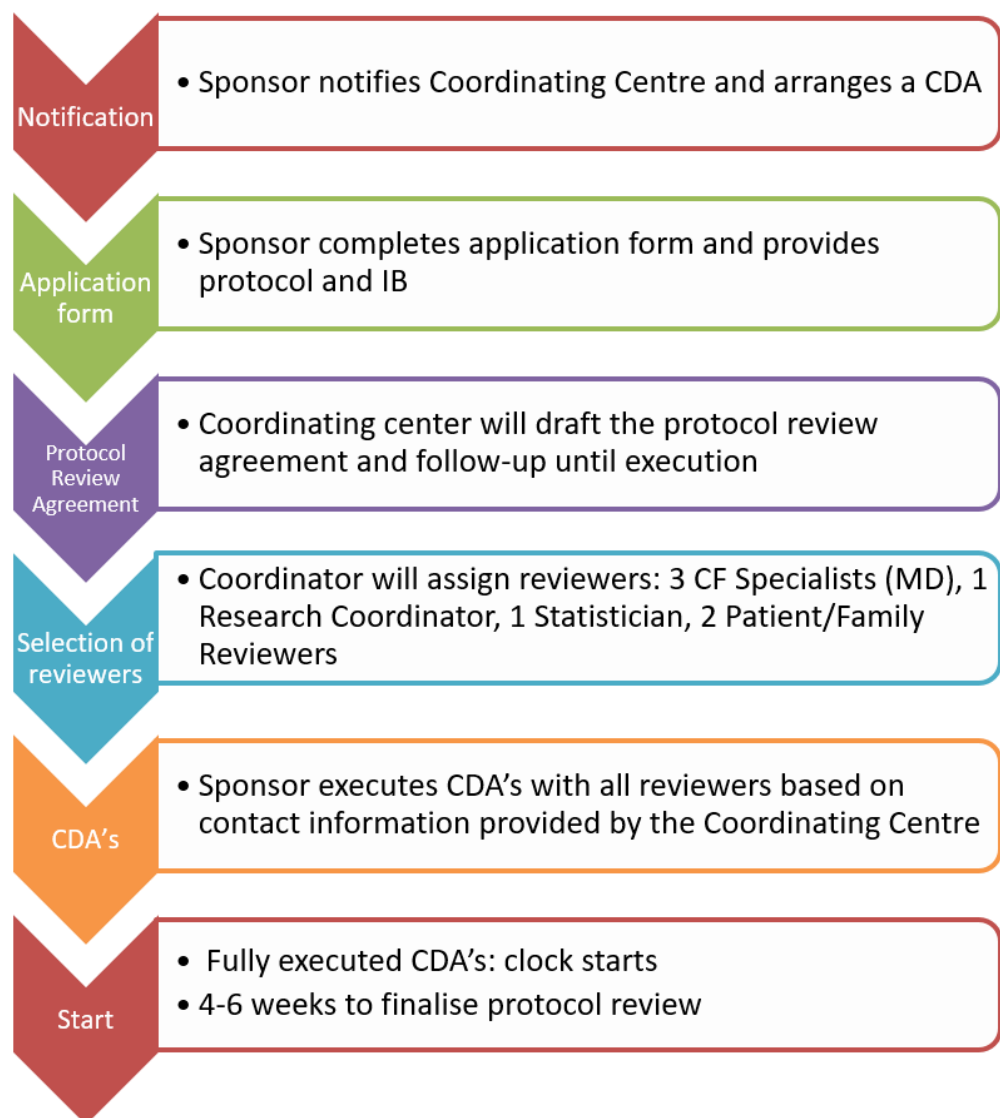 Notification
• Sponsor notifies Coordinating Centre and arranges a CDA
Application
form
• Sponsor completes application form and provides
protocol and IB
Protocol
Review
Agreement
• Coordinating center will draft the protocol review
agreement and follow-up until execution
Selection of
reviewers
• Coordinator will assign reviewers: 3 CF Specialists (MD), 1
Research Coordinator, 1 Statistician, 2 Patient/Family
Reviewers
CDA’s
• Sponsor executes CDA’s with all reviewers based on
contact information provided by the Coordinating Centre
Start
• Fully executed CDA’s: clock starts
• 4-6 weeks to finalise protocol review